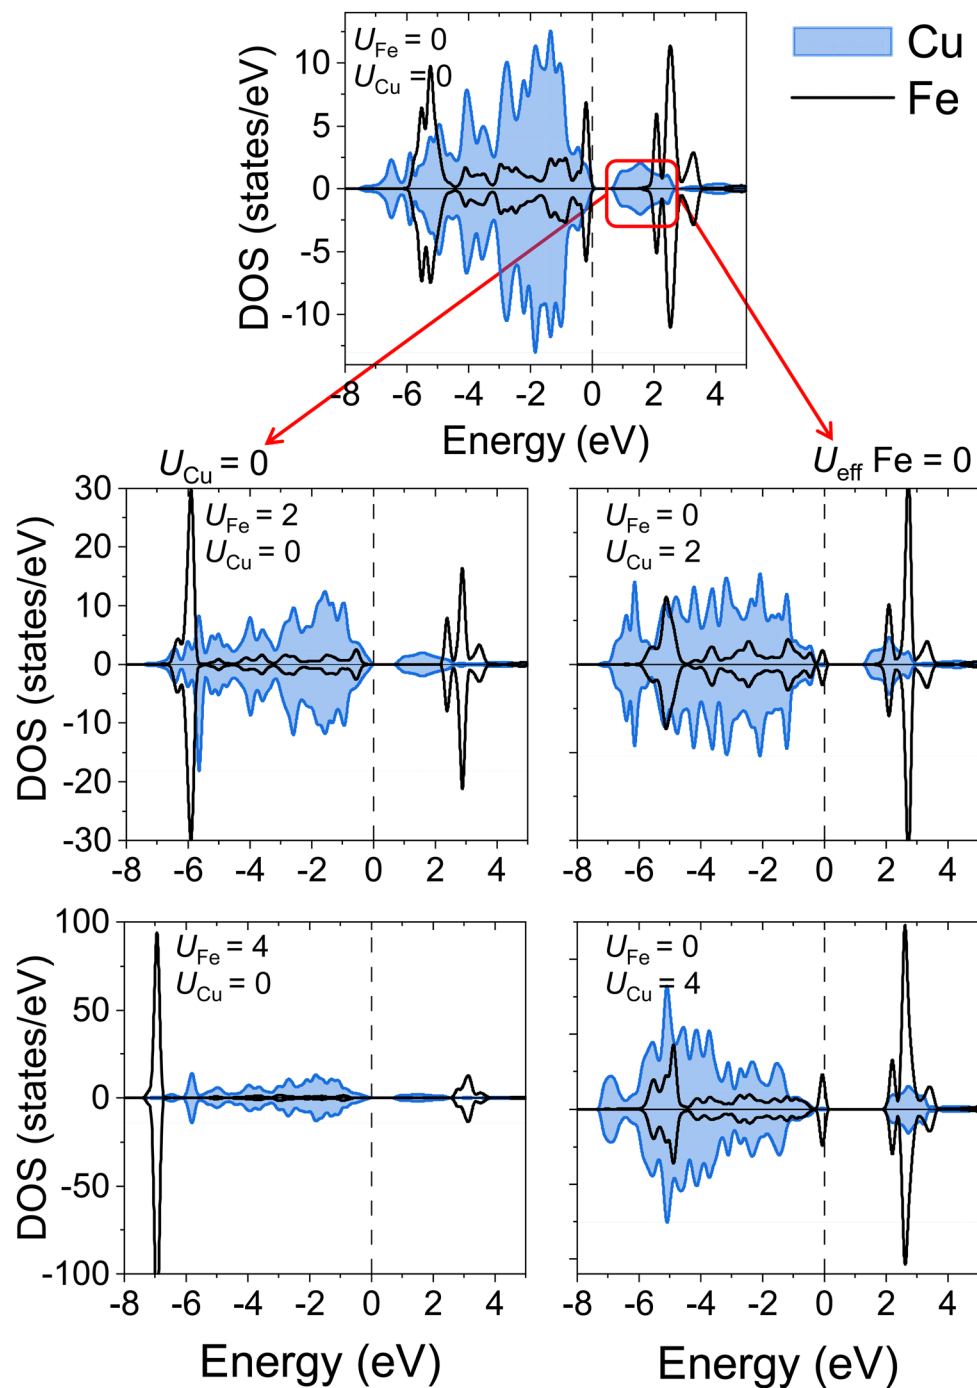 U_Fe = 0
U_Cu = 0
Cu
Fe
10
5
0
-5
-10
DOS (states/eV)
-8 -6 -4 -2 0 2 4
Energy (eV)
U_Cu = 0
U_eff Fe = 0
30
20
10
0
-10
-20
-30
DOS (states/eV)
U_Fe = 2
U_Cu = 0
-8 -6 -4 -2 0 2 4
U_Fe = 0
U_Cu = 2
-8 -6 -4 -2 0 2 4
100
50
0
-50
-100
DOS (states/eV)
U_Fe = 4
U_Cu = 0
-8 -6 -4 -2 0 2 4
Energy (eV)
U_Fe = 0
U_Cu = 4
-8 -6 -4 -2 0 2 4
Energy (eV)